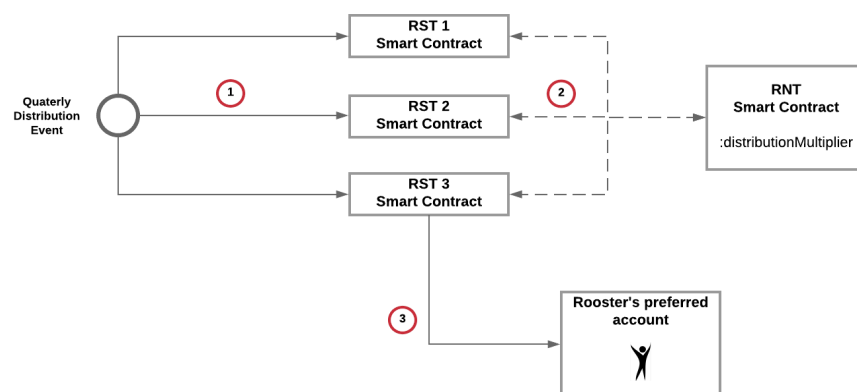 RST 1
Smart Contract
Quaterly
Distribution
Event
1
RST 2
Smart Contract
2
RNT
Smart Contract
:distributionMultiplier
RST 3
Smart Contract
3
Rooster's preferred
account